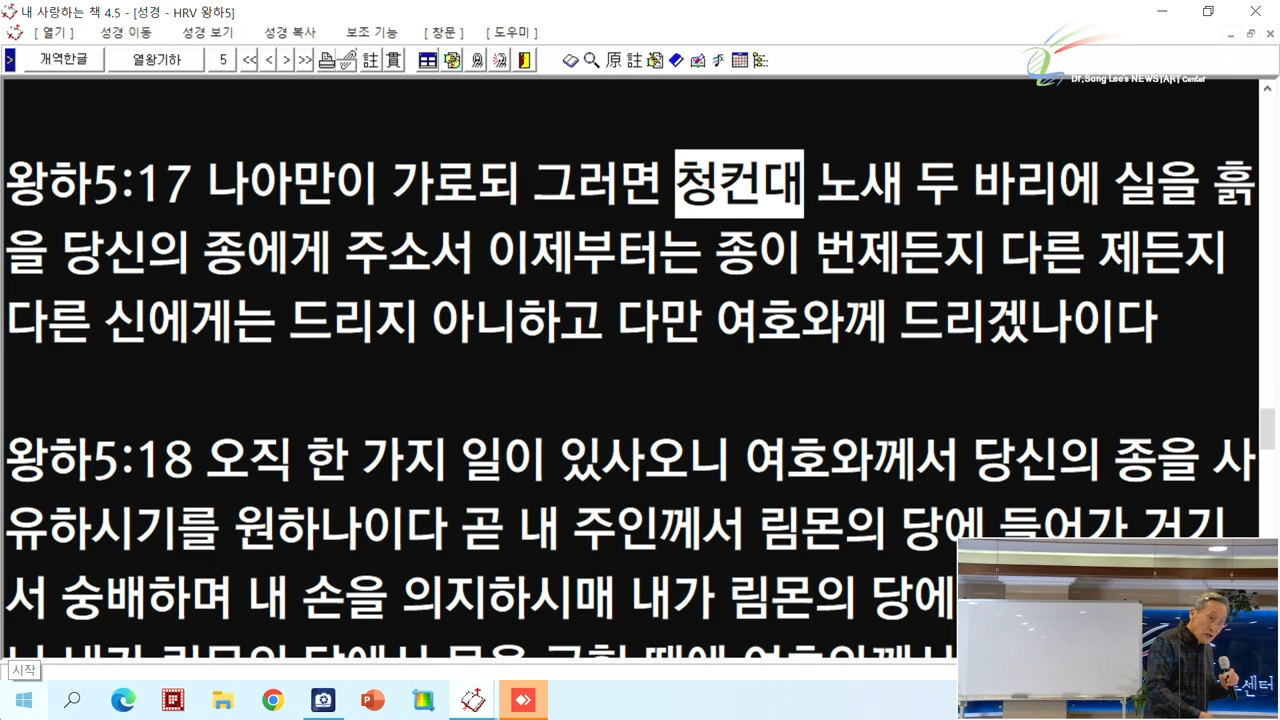 내 사랑하는 책 4.5 - [성경 - HRV 왕하5]
[ 열기 ] 성경 이동 성경 보기 성경 복사 보조 기능 [ 창문 ] [ 도우미 ]
> 개역한글 열왕기하 5 << < > >> 註 貫 原 註
Dr.Sang Lee's NEWSTART Center
왕하5:17 나아만이 가로되 그러면 청컨대 노새 두 바리에 실을 흙
을 당신의 종에게 주소서 이제부터는 종이 번제든지 다른 제든지
다른 신에게는 드리지 아니하고 다만 여호와께 드리겠나이다
왕하5:18 오직 한 가지 일이 있사오니 여호와께서 당신의 종을 사
유하시기를 원하나이다 곧 내 주인께서 림몬의 당에 들어가 거기
서 숭배하며 내 손을 의지하시매 내가 림몬의 당에
시작
센터